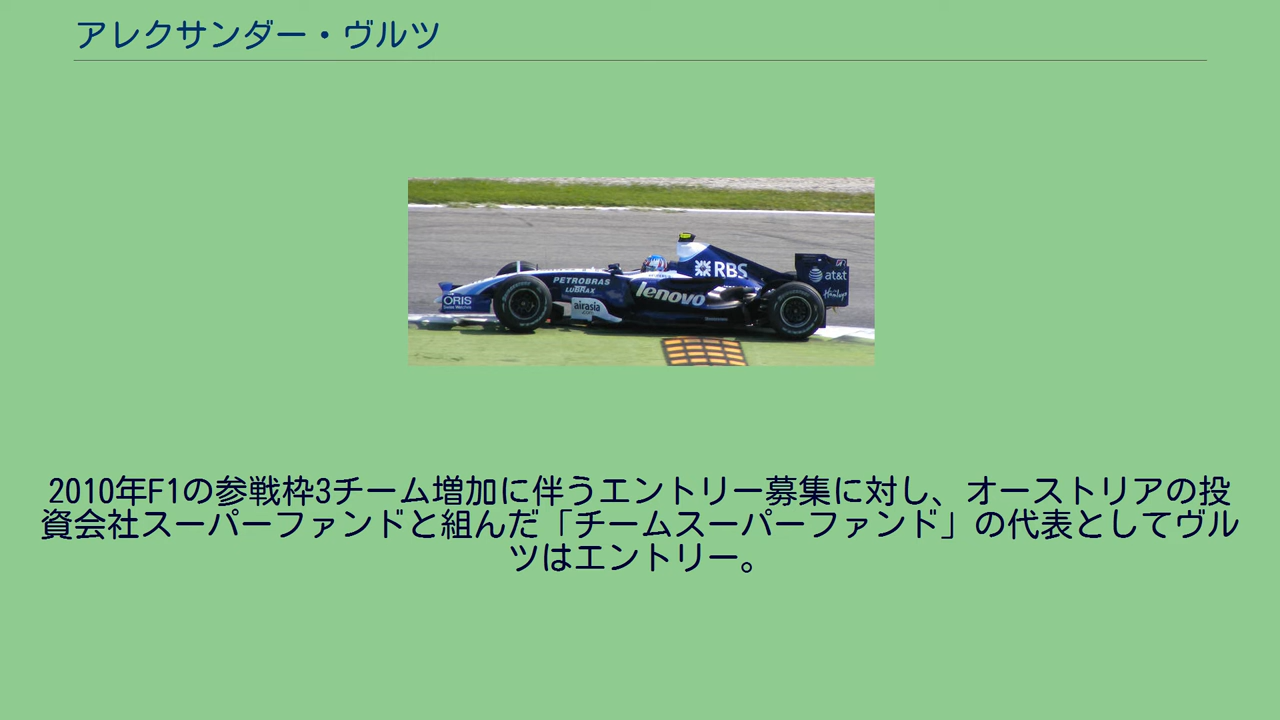 アレクサンダー・ヴルツ
RBS
at&t
Hamleys
PETROBRAS
LUBRAX
lenovo
ORIS
airasia
2010年F1の参戦枠3チーム増加に伴うエントリー募集に対し、オーストリアの投
資会社スーパーファンドと組んだ「チームスーパーファンド」の代表としてヴル
ツはエントリー。